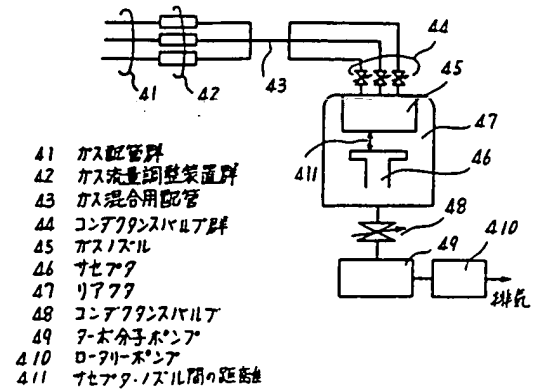 44
45
43
41
42
47
46
411
48
49
410
排気
41 ガス配管群
42 ガス流量調整装置群
43 ガス混合用配管
44 コンダクタンスバルブ群
45 ガスノズル
46 サセプタ
47 リアクタ
48 コンダクタンスバルブ
49 ターボ分子ポンプ
410 ロータリーポンプ
411 サセプタ・ノズル間の距離